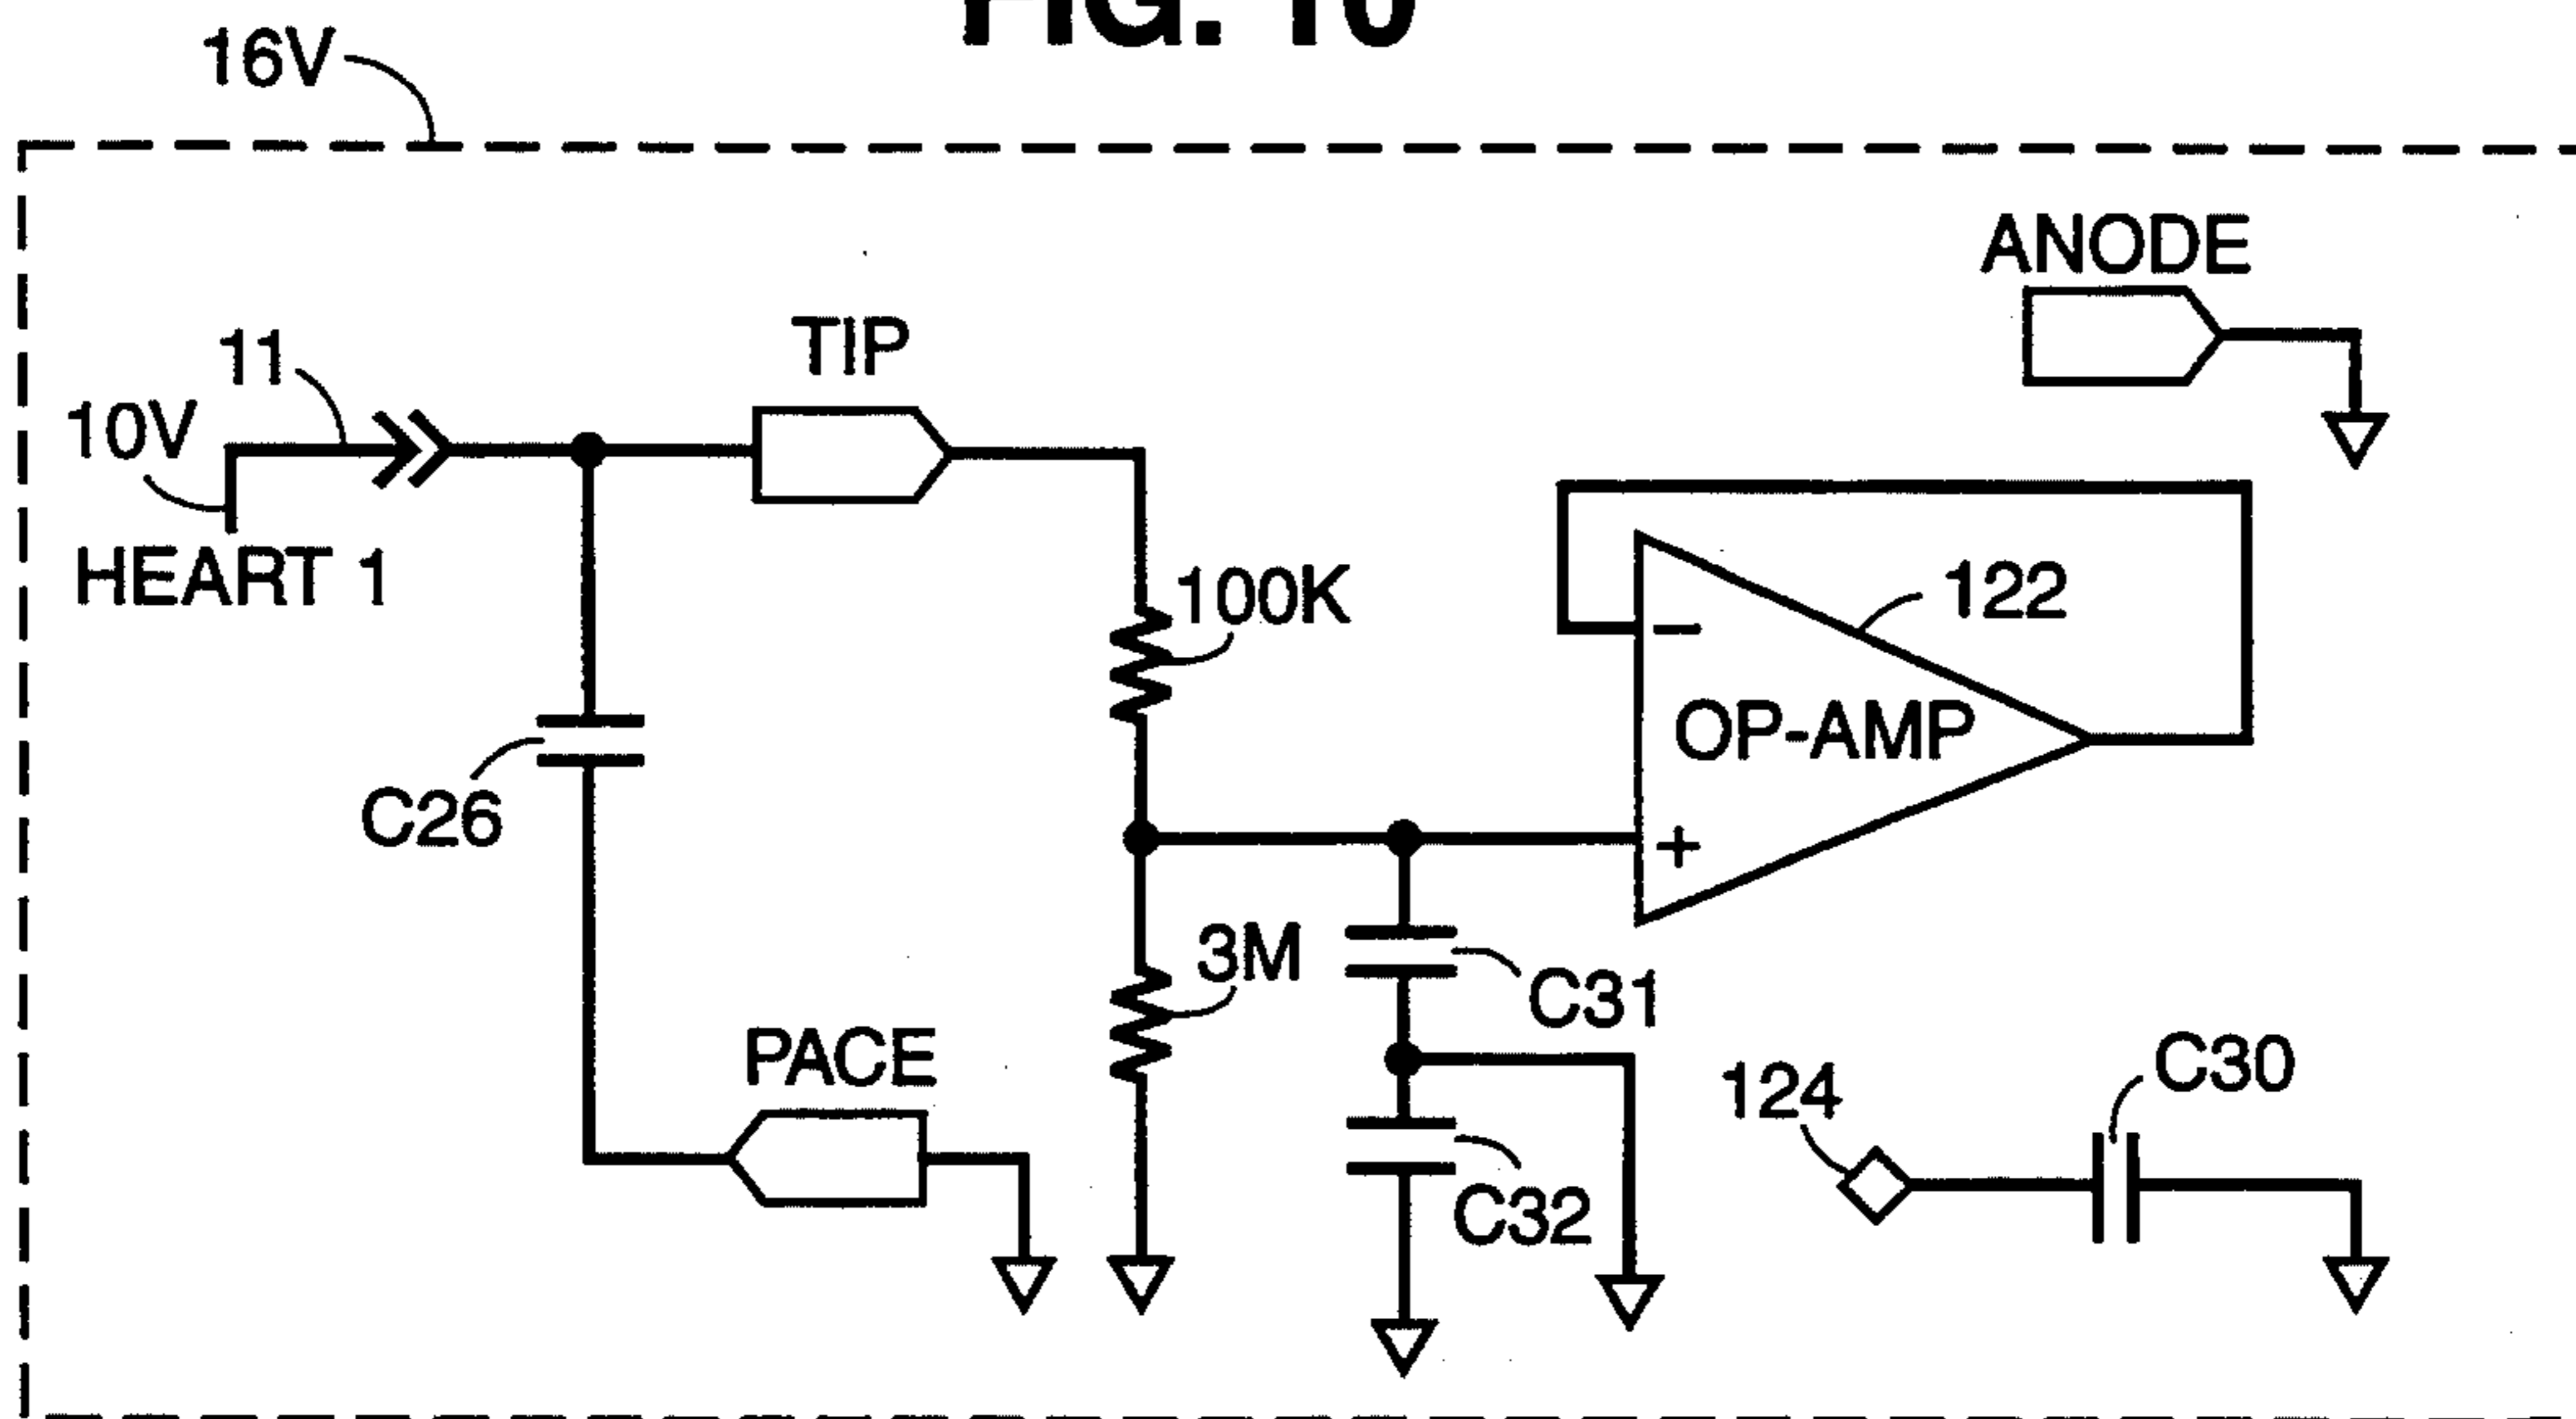 FIG. 10
16V
ANODE
TIP
11
10V
HEART 1
100K
122
−
OP-AMP
C26
+
3M
C31
PACE
C30
124
C32